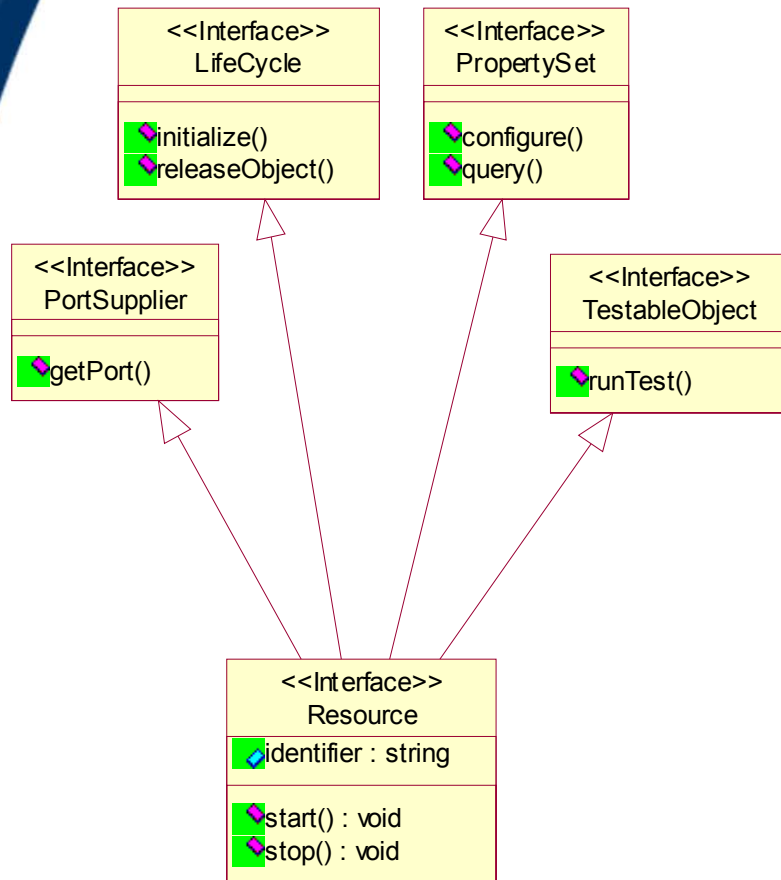 <<Interface>>
LifeCycle
initialize()
releaseObject()
<<Interface>>
PropertySet
configure()
query()
<<Interface>>
PortSupplier
getPort()
<<Interface>>
TestableObject
runTest()
<<Interface>>
Resource
identifier : string
start() : void
stop() : void